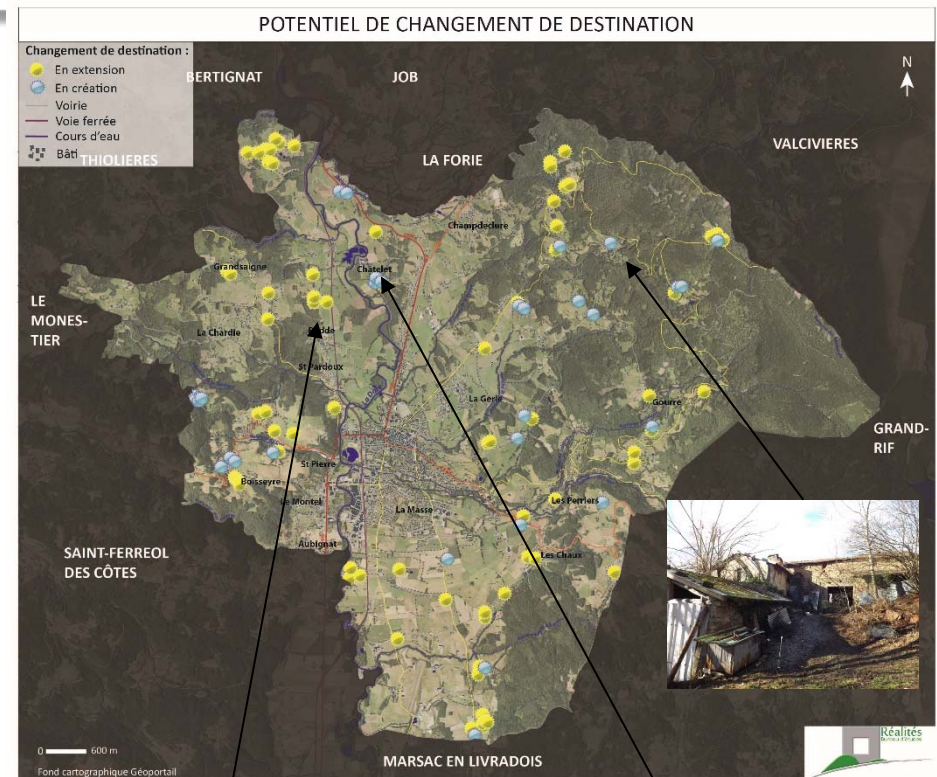 POTENTIEL DE CHANGEMENT DE DESTINATION
Changement de destination :
En extension
En création
Voirie
Voie ferrée
Cours d'eau
Bâti
BERTIGNAT
JOB
N
THIOLIERES
LA FORIE
VALCIVIERES
Champdeclure
Grandsaigne
Châtelet
LE
MONES-
TIER
La Chardie
St Pardoux
La Gerle
Gourre
GRAND-
RIF
St Pierre
Boisseyre
Le Montel
La Masse
Les Perriers
Aubignat
Les Chaux
SAINT-FERREOL
DES CÔTES
0 600 m
MARSAC EN LIVRADOIS
Fond cartographique Géoportail
Réalités
Bureau d'études